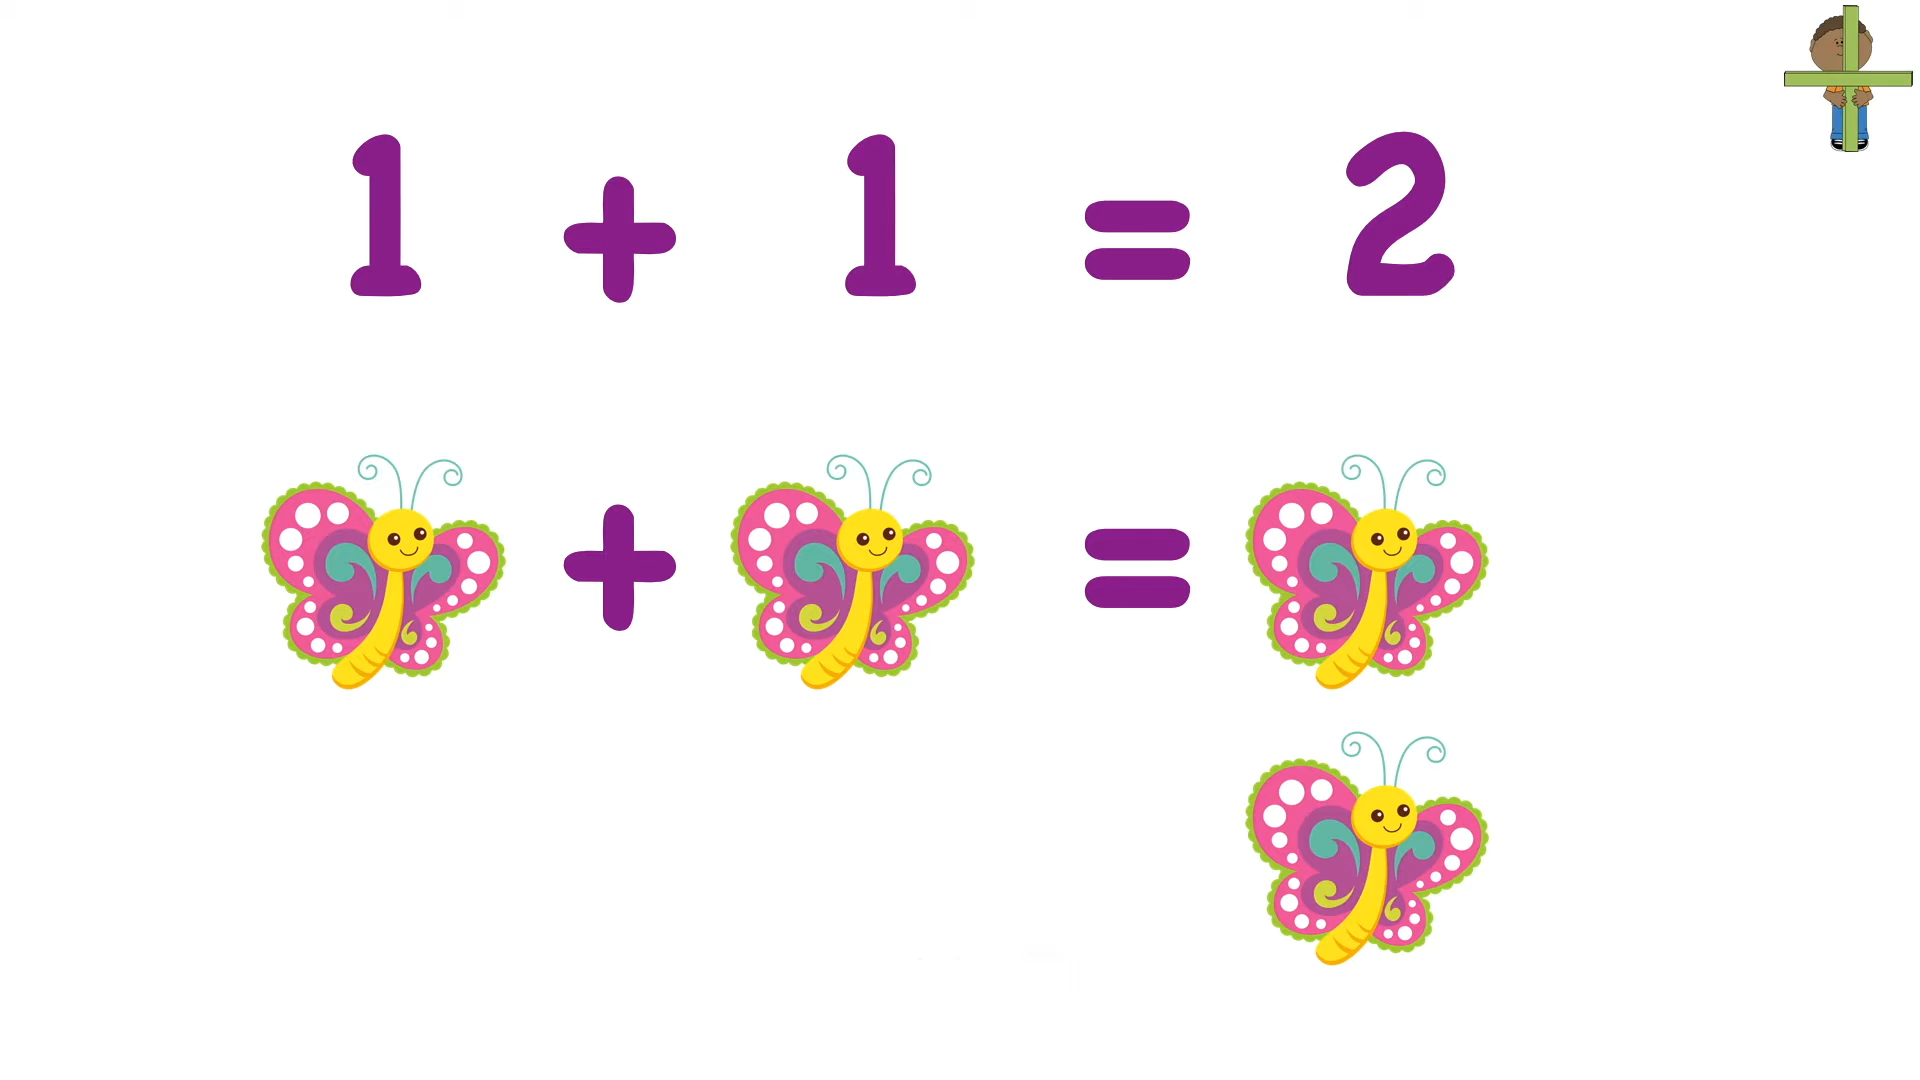 1 + 1 = 2
+ =